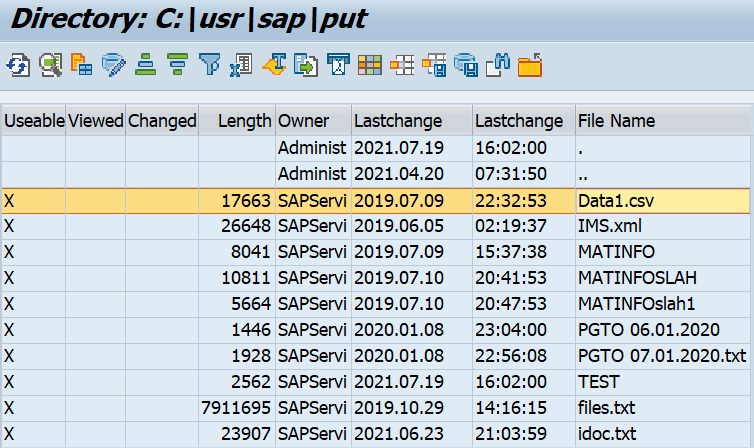 Directory: C:|usr|sap|put
Useable Viewed Changed Length Owner Lastchange Lastchange File Name
Administ 2021.07.19 16:02:00 .
Administ 2021.04.20 07:31:50 ..
X 17663 SAPServi 2019.07.09 22:32:53 Data1.csv
X 26648 SAPServi 2019.06.05 02:19:37 IMS.xml
X 8041 SAPServi 2019.07.09 15:37:38 MATINFO
X 10811 SAPServi 2019.07.10 20:41:53 MATINFOSLAH
X 5664 SAPServi 2019.07.10 20:47:53 MATINFOslah1
X 1446 SAPServi 2020.01.08 23:04:00 PGTO 06.01.2020
X 1928 SAPServi 2020.01.08 22:56:08 PGTO 07.01.2020.txt
X 2562 SAPServi 2021.07.19 16:02:00 TEST
X 7911695 SAPServi 2019.10.29 14:16:15 files.txt
X 23907 SAPServi 2021.06.23 21:03:59 idoc.txt